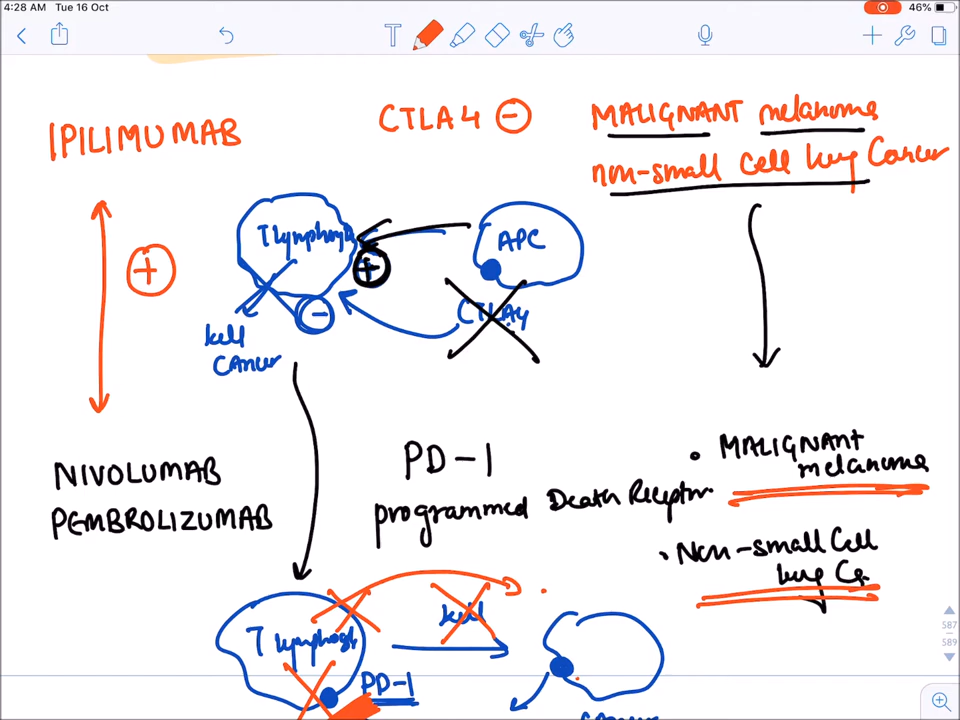 4:28 AM Tue 16 Oct
46%
T
IPILIMUMAB
CTLA4 −
MALIGNANT melanoma
non-small cell lung Cancer
+
T lymphocyte
APC
+
−
CTLA4
kill
CANcer
NIVOLUMAB
PEMBROLIZUMAB
PD-1
programmed Death Receptor
• MALIGNANT
melanoma
• Non-small Cell
lung Ca
T lymphocyte
kill
PD-1
587
589